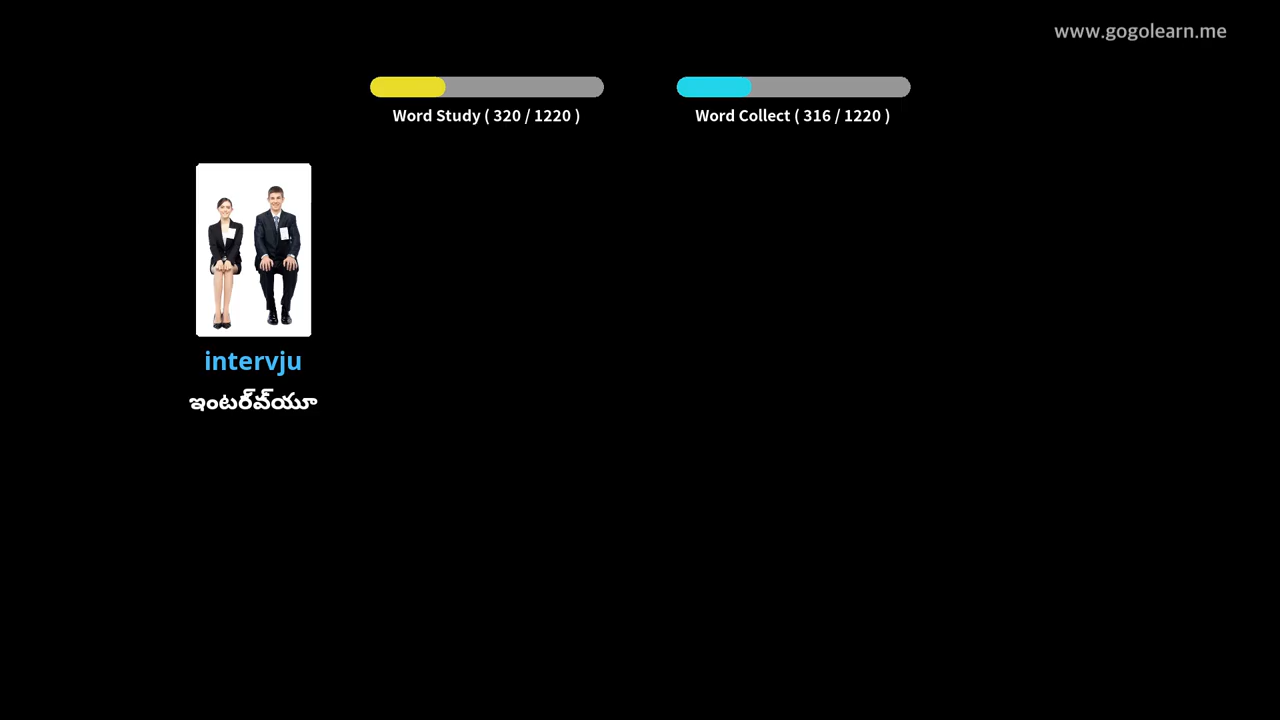 www.gogolearn.me
Word Study ( 320 / 1220 )
Word Collect ( 316 / 1220 )
intervju
ఇంటర్‌వ్‌యూ